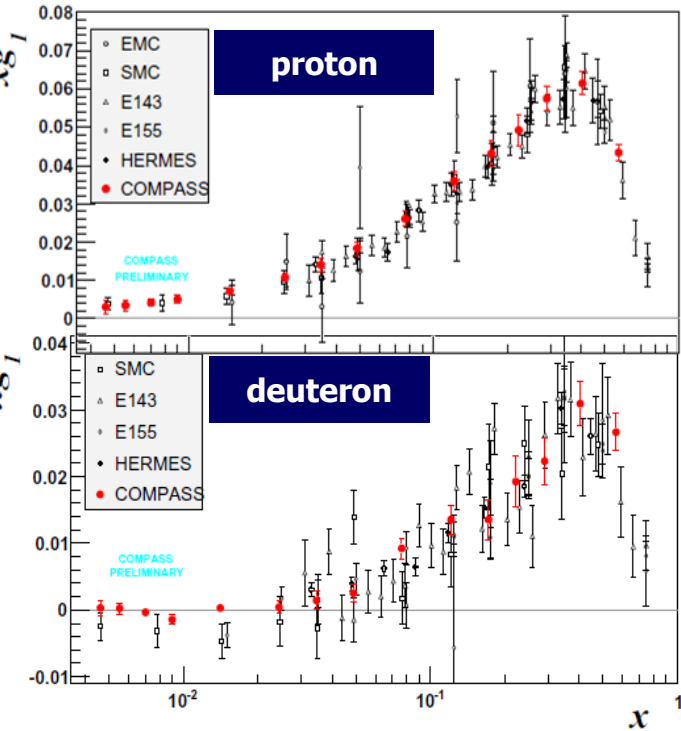 0.08
xg1
0.07
0.06
0.05
0.04
0.03
0.02
0.01
0
EMC
SMC
E143
E155
HERMES
COMPASS
proton
COMPASS
PRELIMINARY
0.04
xg1
0.03
0.02
0.01
0
-0.01
SMC
E143
E155
HERMES
COMPASS
deuteron
COMPASS
PRELIMINARY
10-2
10-1
1
x